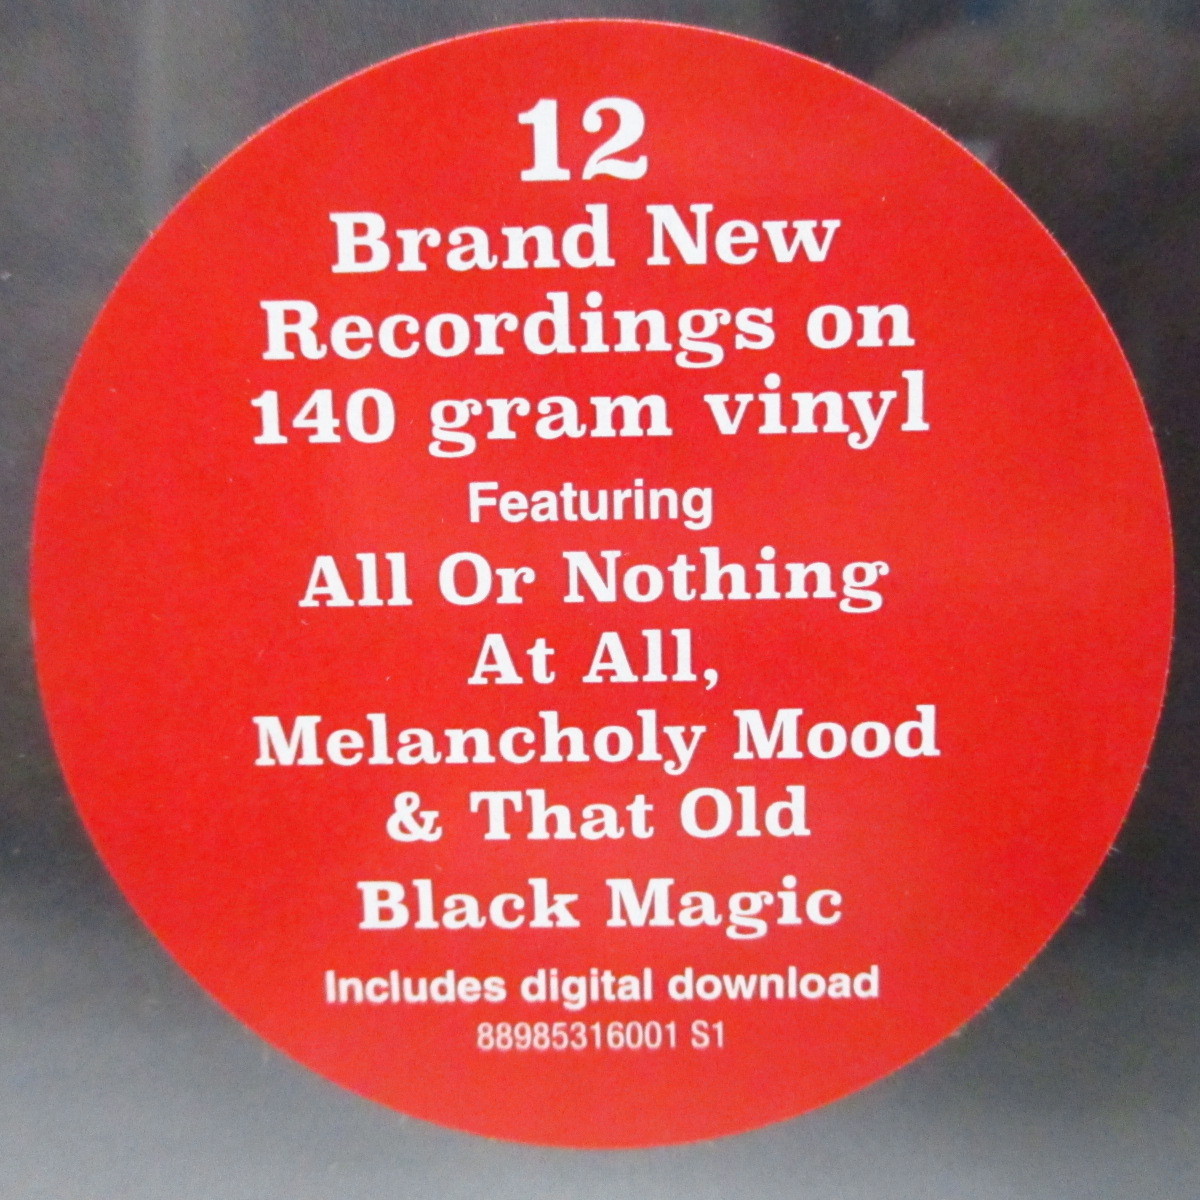 12
Brand New
Recordings on
140 gram vinyl
Featuring
All Or Nothing
At All,
Melancholy Mood
& That Old
Black Magic
Includes digital download
88985316001 S1